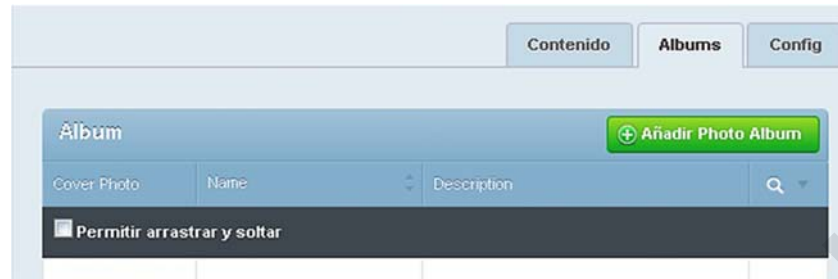 Contenido Albums Config
Album Añadir Photo Album
Cover Photo Name Description
Permitir arrastrar y soltar